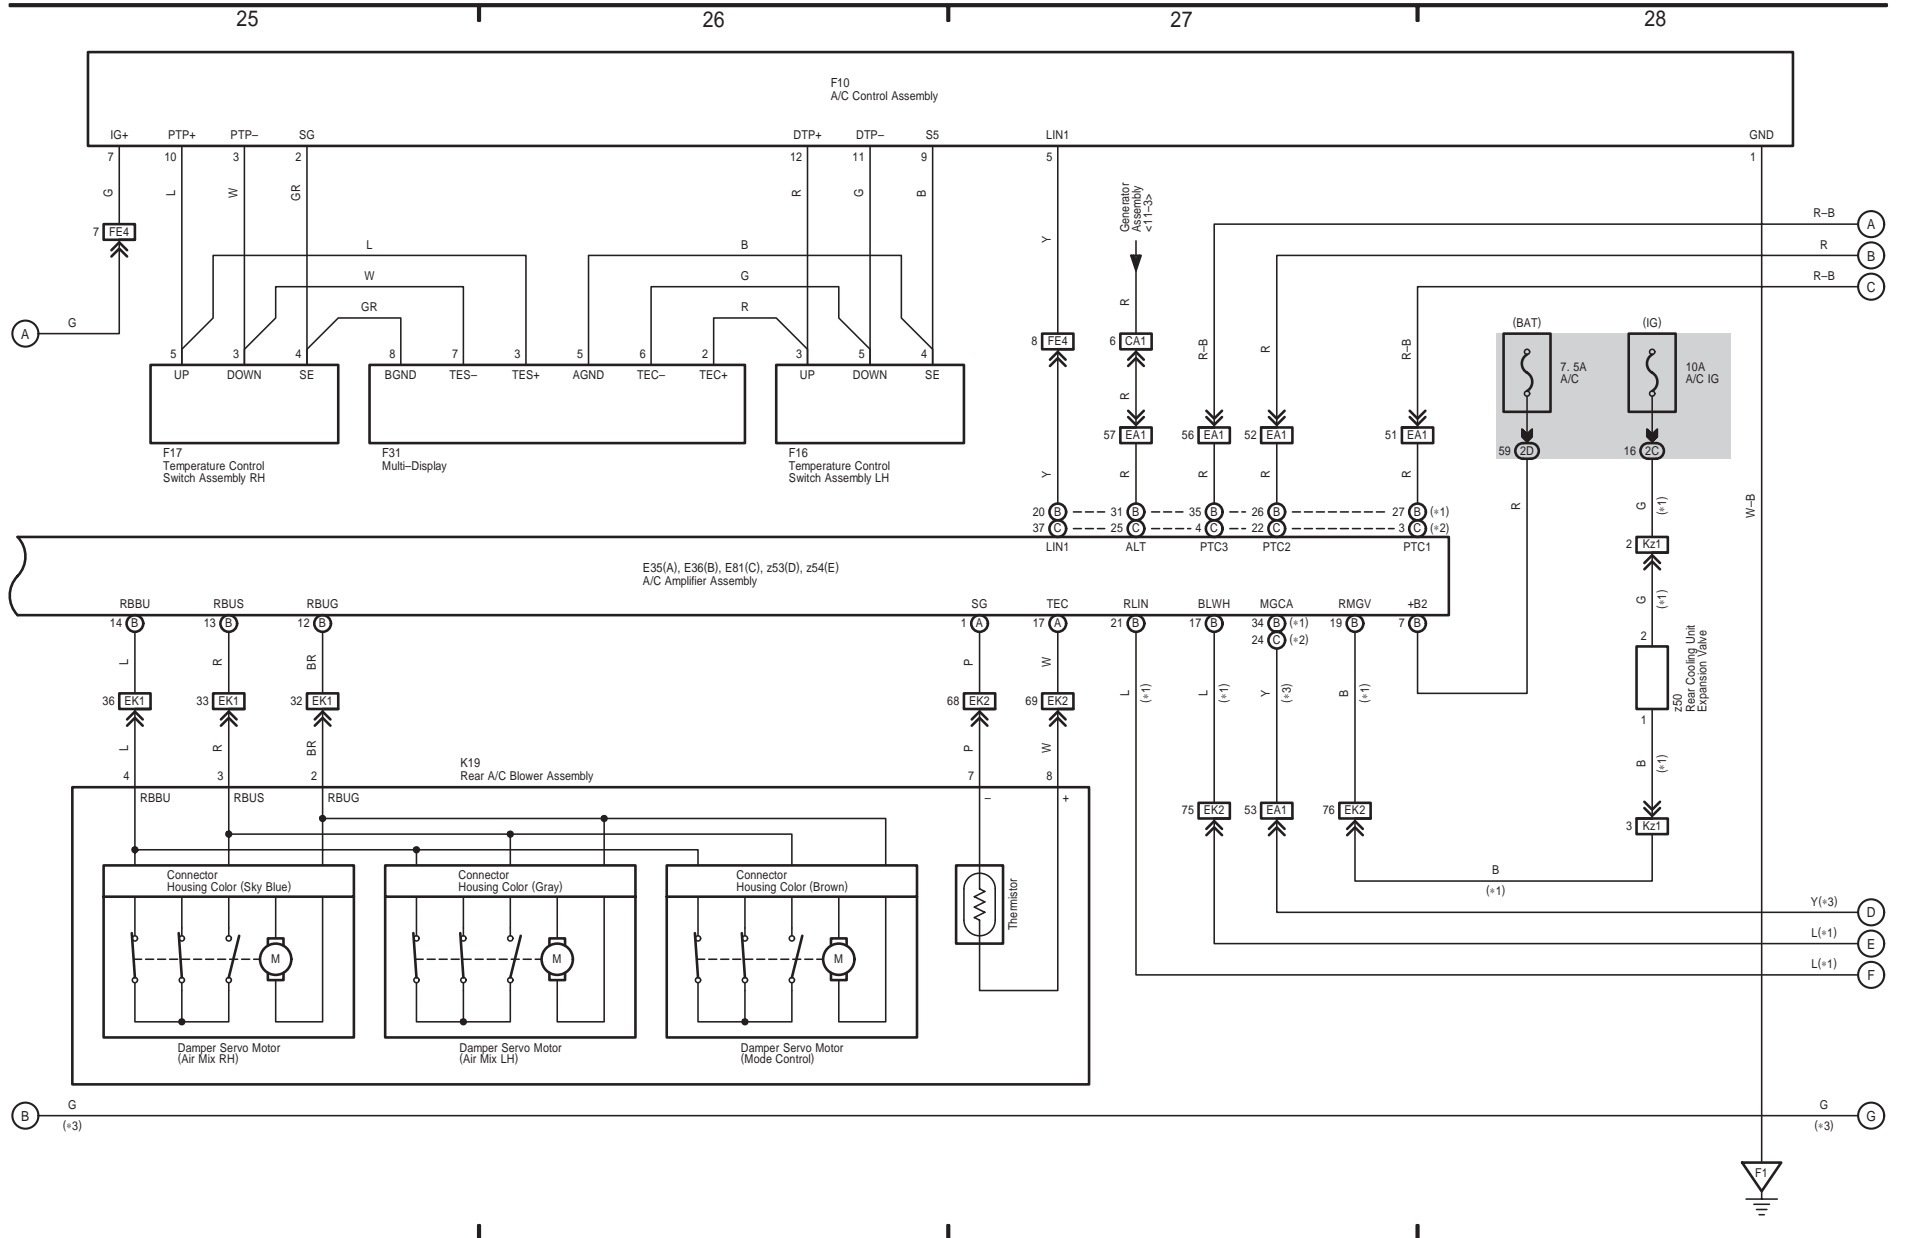 25 26 27 28
F10
A/C Control Assembly
IG+ PTP+ PTP– SG DTP+ DTP– S5 LIN1 GND
7 10 3 2 12 11 9 5 1
G L W GR R G B
Generator
Assembly
<11–3>
7 FE4
R–B A
Y
L B R B
W G R–B C
GR R R
A G
(BAT) (IG)
8 FE4 6 CA1 R–B R R–B
5 3 4 8 7 3 5 6 2 3 5 4
UP DOWN SE BGND TES– TES+ AGND TEC– TEC+ UP DOWN SE
7. 5A
A/C
10A
A/C IG
R
57 EA1 56 EA1 52 EA1 51 EA1
59 2D 16 2C
F17
Temperature Control
Switch Assembly RH
F31
Multi–Display
F16
Temperature Control
Switch Assembly LH
Y R R R R
R G (*1) W–B
20 B 31 B 35 B 26 B 27 B (*1)
37 C 25 C 4 C 22 C 3 C (*2)
LIN1 ALT PTC3 PTC2 PTC1
2 Kz1
E35(A), E36(B), E81(C), z53(D), z54(E)
A/C Amplifier Assembly
G (*1)
RBBU RBUS RBUG SG TEC RLIN BLWH MGCA RMGV +B2
14 B 13 B 12 B 1 A 17 A 21 B 17 B 34 B (*1) 19 B 7 B
24 C (*2)
2
z50
Rear Cooling Unit
Expansion Valve
1
L R BR P W
L (*1) L (*1) Y (*3) B (*1)
36 EK1 33 EK1 32 EK1 68 EK2 69 EK2
L R BR P W
B (*1)
K19
Rear A/C Blower Assembly
4 3 2 7 8
RBBU RBUS RBUG – +
75 EK2 53 EA1 76 EK2
3 Kz1
B
(*1)
Connector
Housing Color (Sky Blue)
Connector
Housing Color (Gray)
Connector
Housing Color (Brown)
Thermistor
Y(*3) D
L(*1) E
M M M
L(*1) F
Damper Servo Motor
(Air Mix RH)
Damper Servo Motor
(Air Mix LH)
Damper Servo Motor
(Mode Control)
B G
(*3)
G
(*3) G
F1